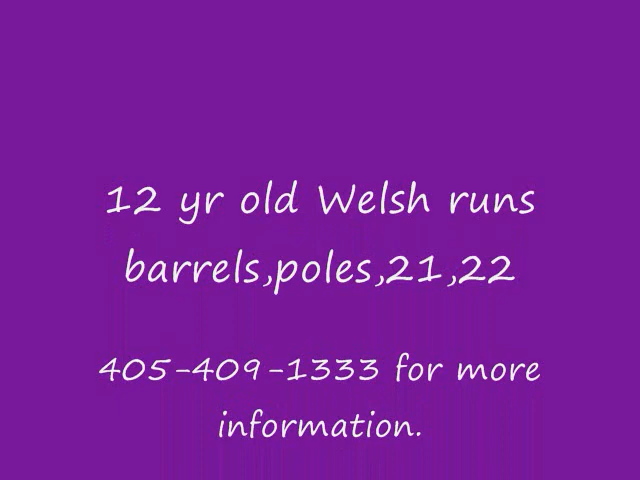 12 yr old Welsh runs
barrels,poles,21,22
405-409-1333 for more
information.